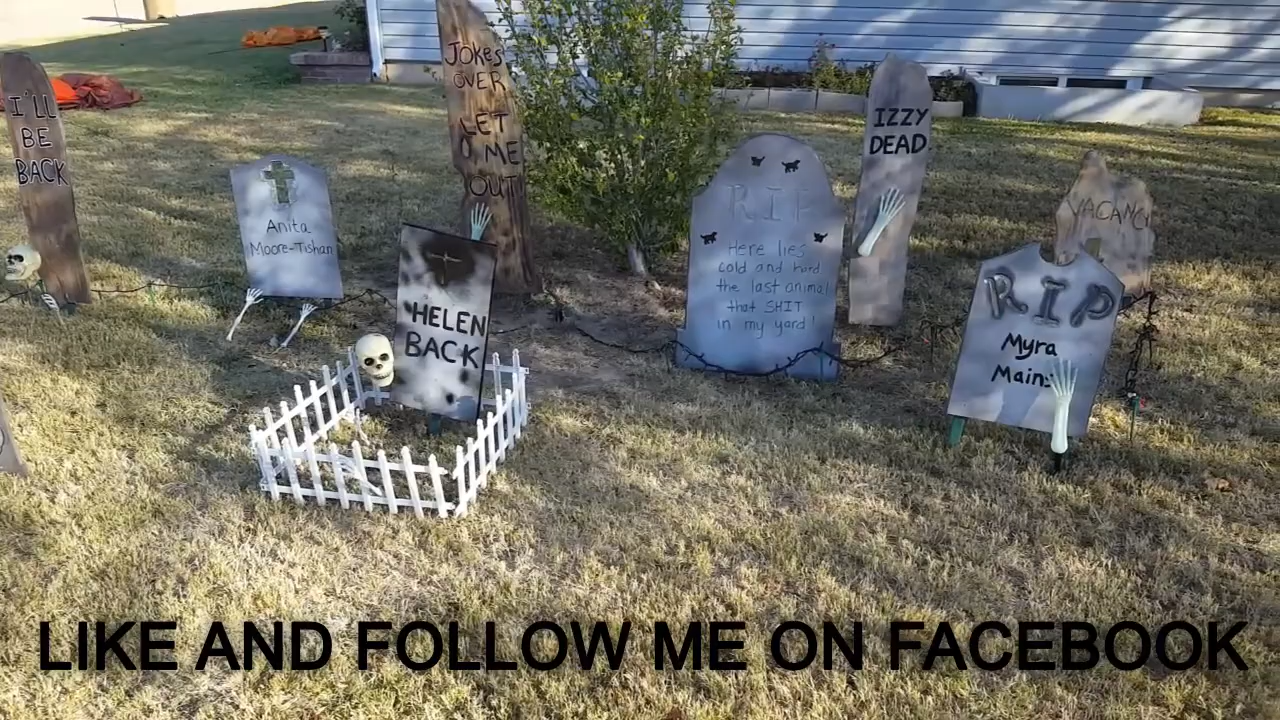 I'LL
BE
BACK
Anita
Moore-Tishan
JOKES
OVER
LET
ME
OUT
HELEN
BACK
RIP
Here lies
cold and hard
the last animal
that SHIT
in my yard!
IZZY
DEAD
VACANCY
RIP
Myra
Mains
LIKE AND FOLLOW ME ON FACEBOOK